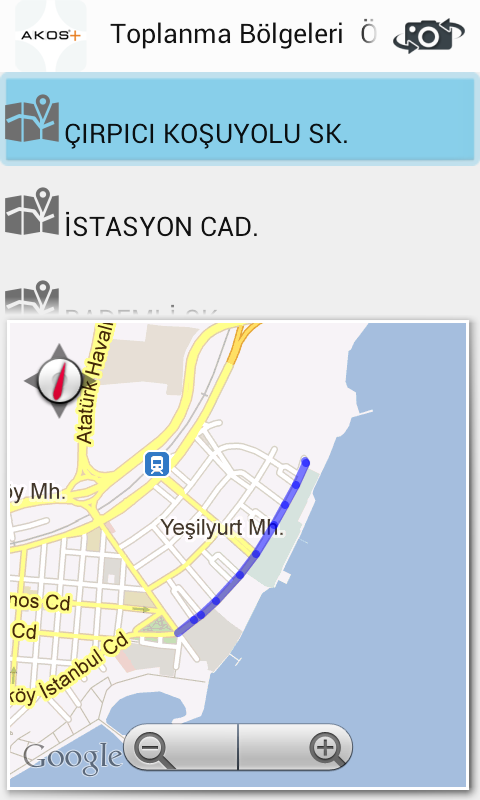 AKOS+
Toplanma Bölgeleri Ö
ÇIRPICI KOŞUYOLU SK.
İSTASYON CAD.
Atatürk Havali
öy Mh.
Yeşilyurt Mh.
nos Cd
Cd
köy İstanbul Cd
Google